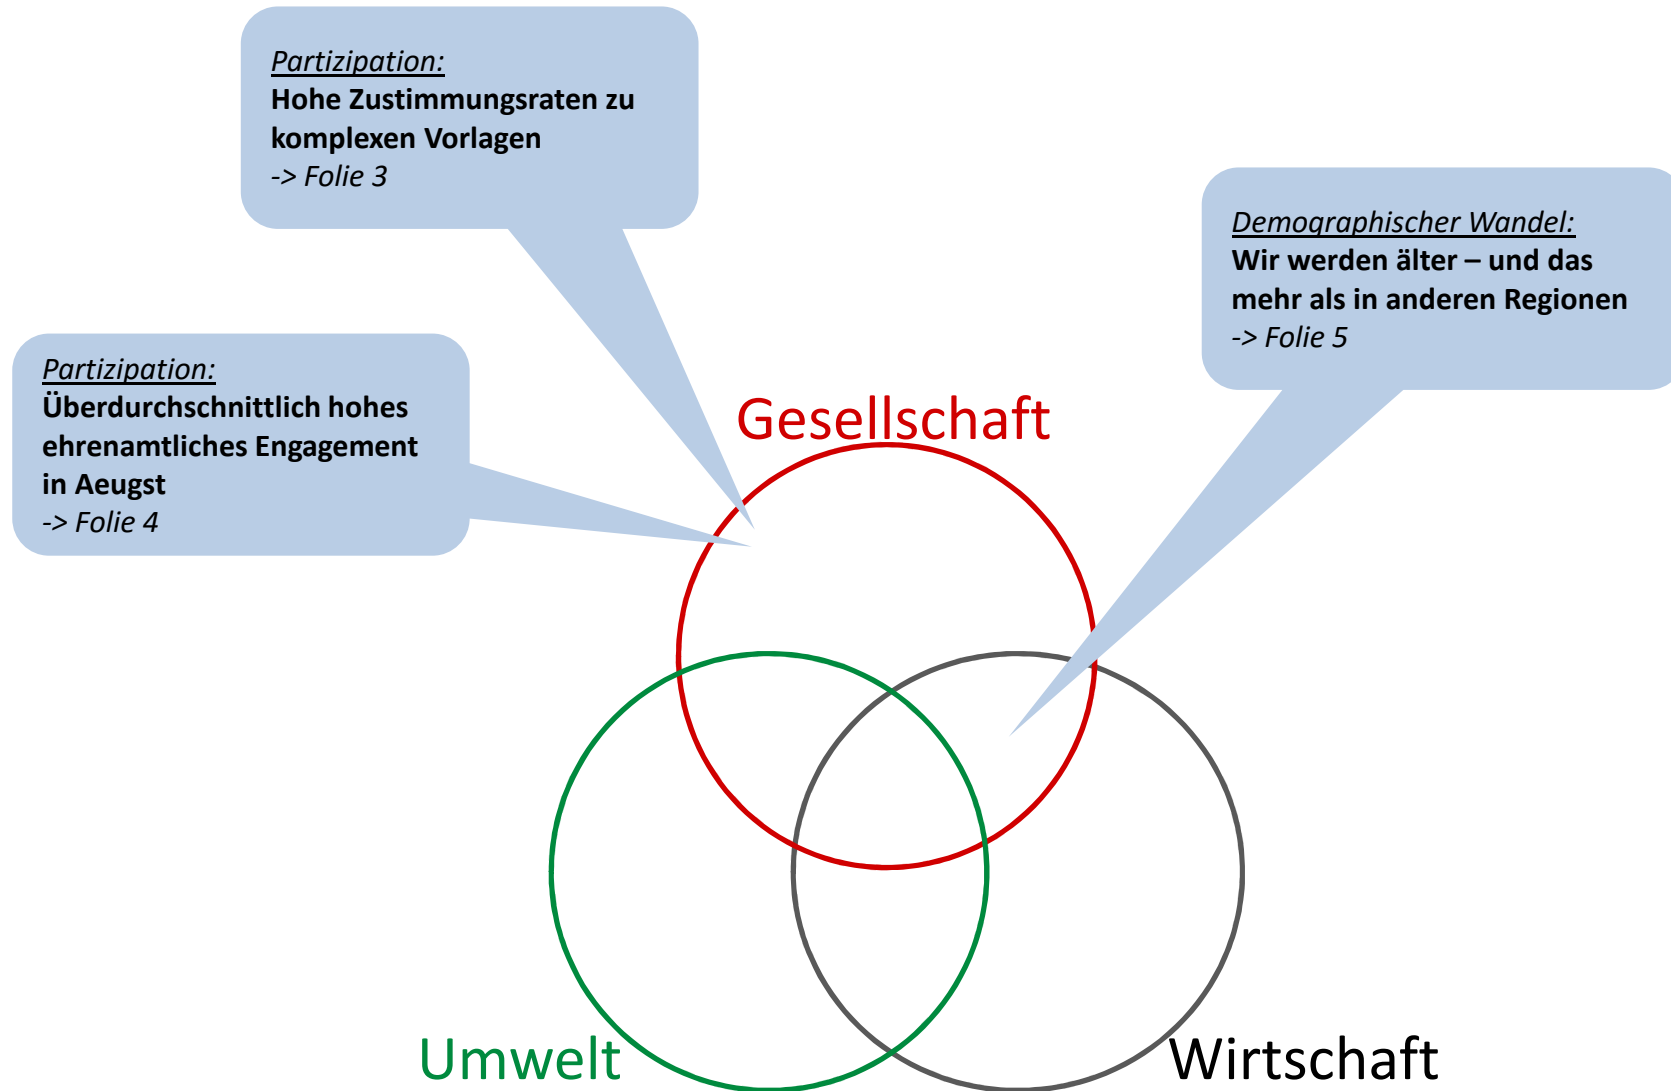 Partizipation:
Hohe Zustimmungsraten zu
komplexen Vorlagen
-> Folie 3
Demographischer Wandel:
Wir werden älter – und das
mehr als in anderen Regionen
-> Folie 5
Partizipation:
Überdurchschnittlich hohes
ehrenamtliches Engagement
in Aeugst
-> Folie 4
Gesellschaft
Umwelt
Wirtschaft